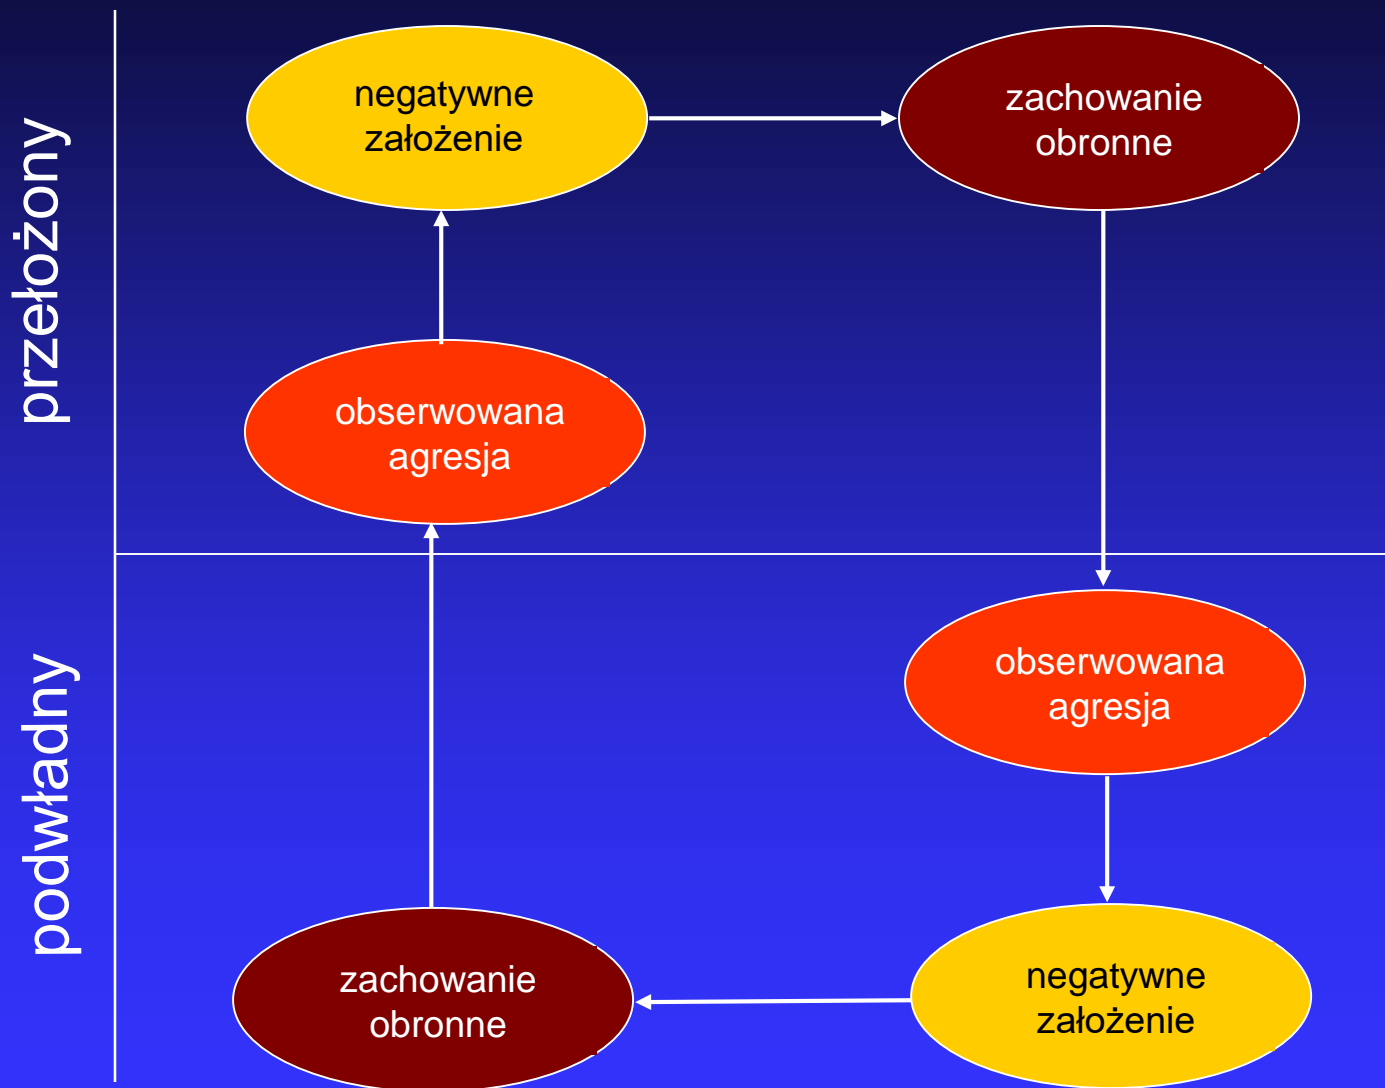 przełożony
negatywne
założenie
zachowanie
obronne
obserwowana
agresja
podwładny
obserwowana
agresja
zachowanie
obronne
negatywne
założenie